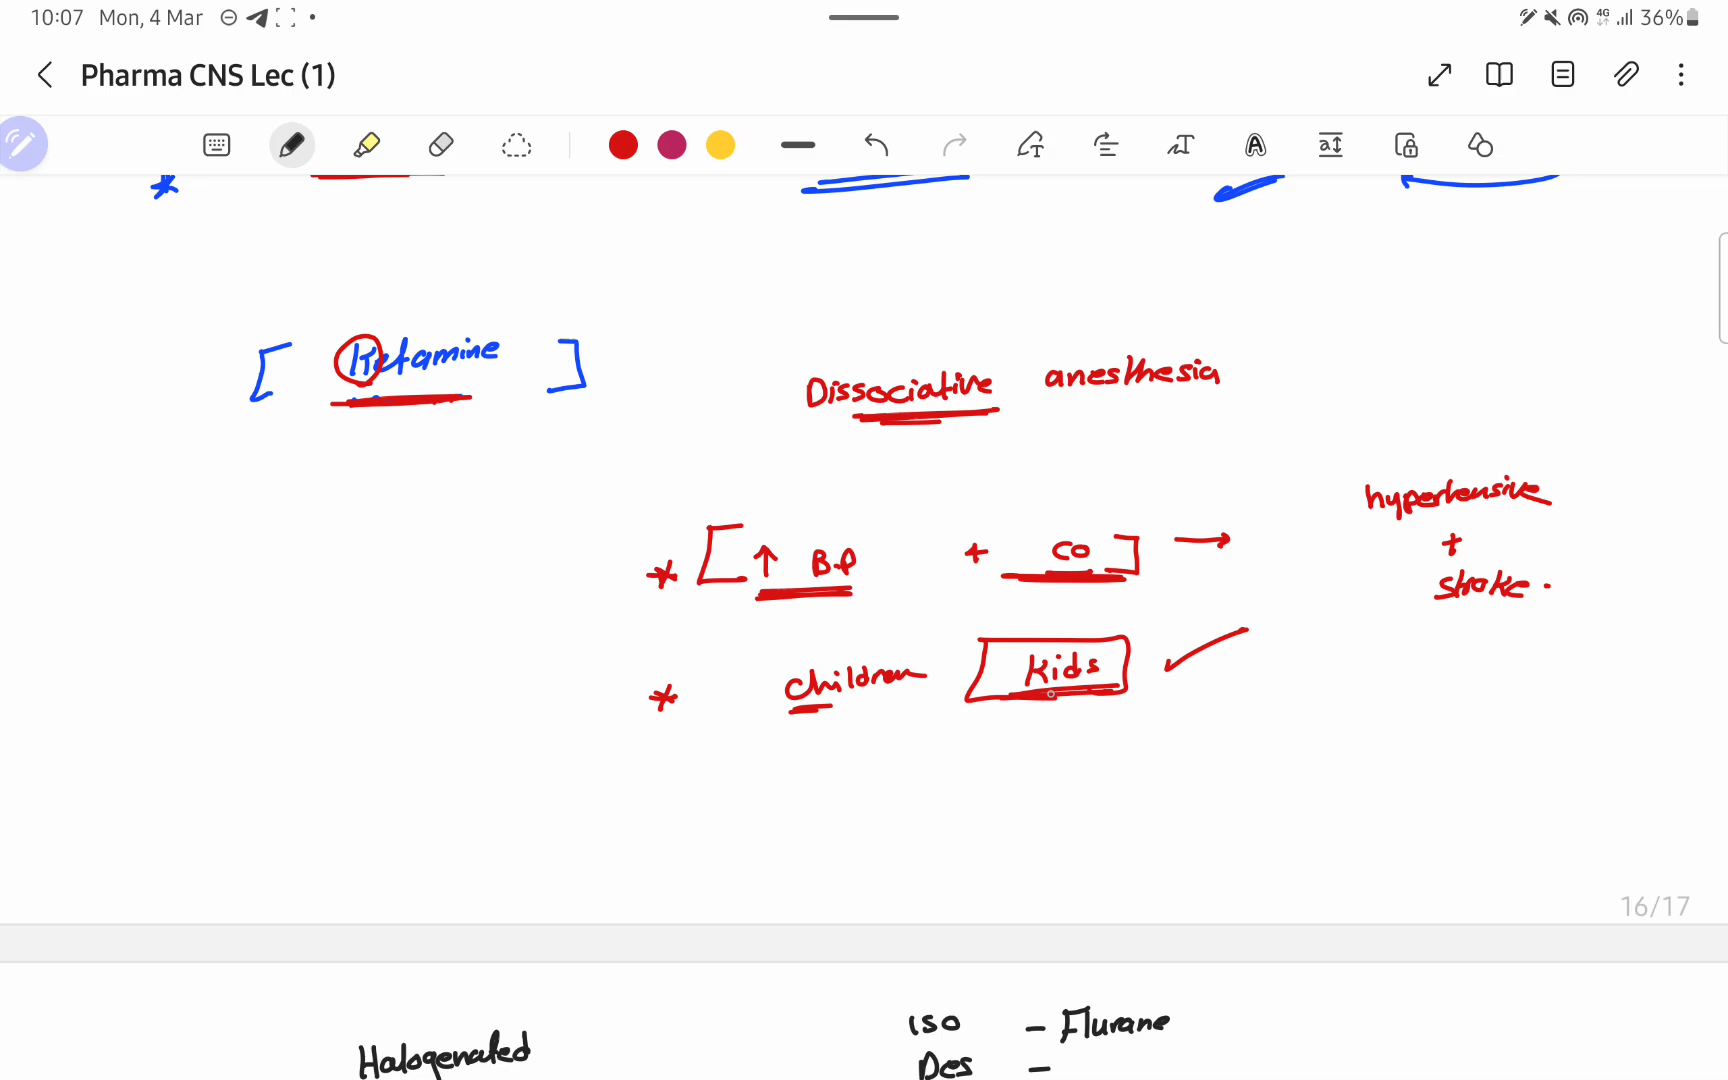 10:07 Mon, 4 Mar 4G 36%
Pharma CNS Lec (1)
[ Ketamine ] Dissociative anesthesia
hypertensive
* [ ↑ B.P + CO ] → +
stroke.
* children Kids ✓
16/17
Halogenated
Iso - Flurane
Des -